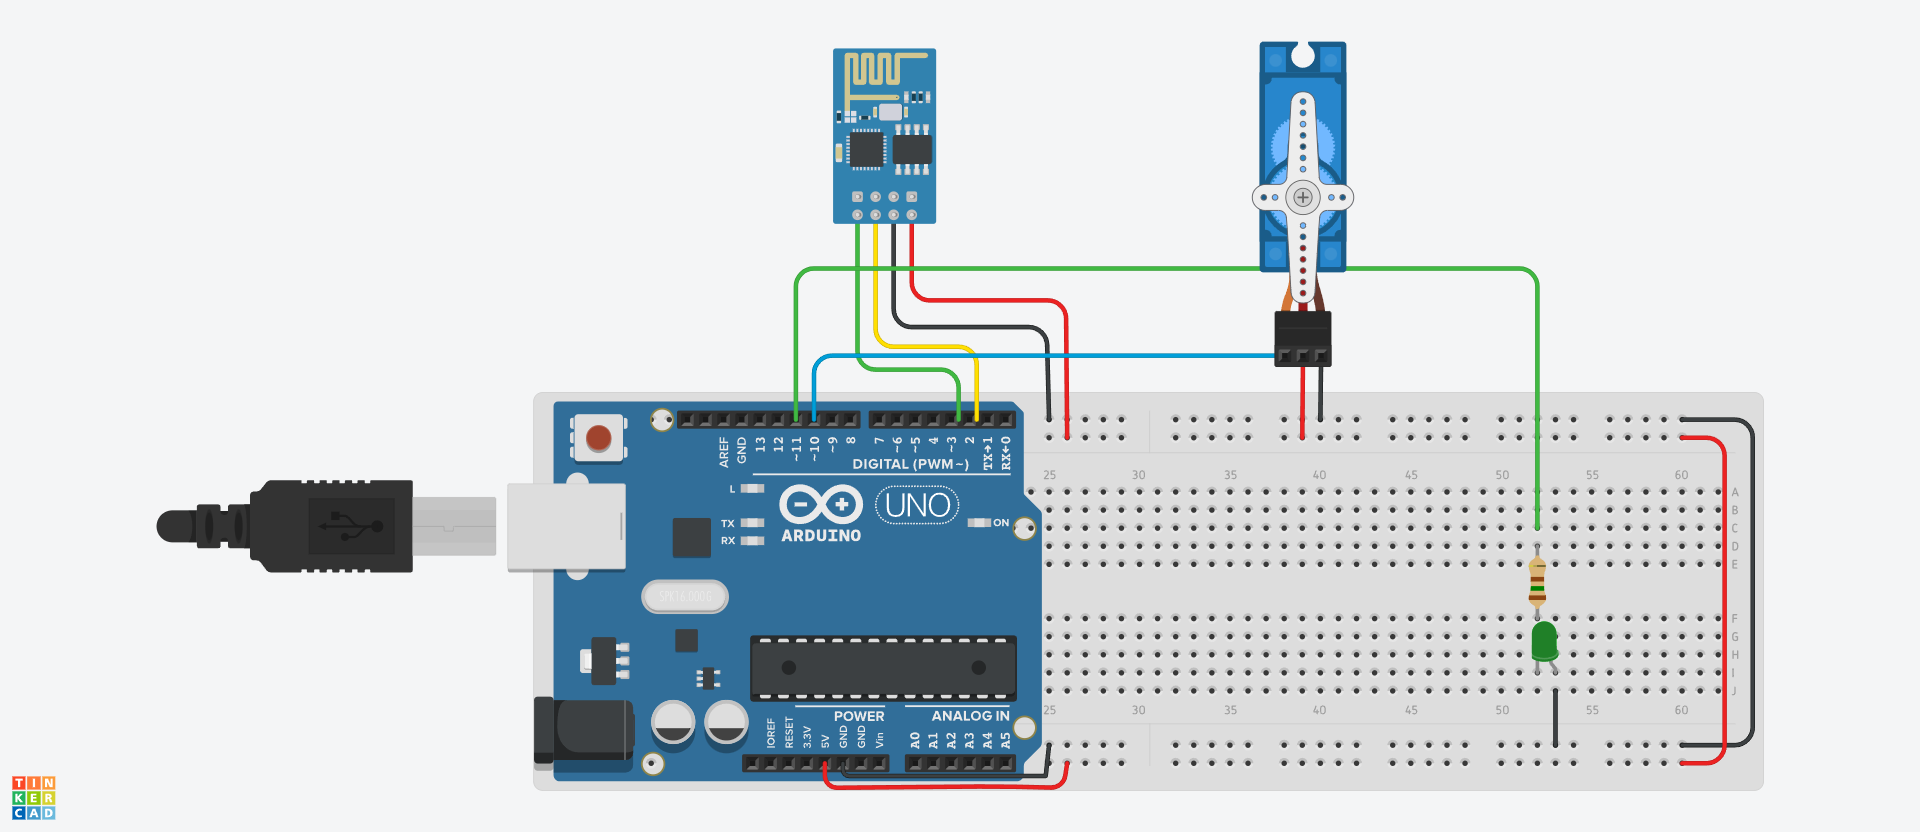 AREF
GND
13
12
~11
~10
~9
8
7
~6
~5
4
~3
2
TX→1
RX←0
DIGITAL (PWM~)
L
TX
RX
UNO
ON
ARDUINO
25 30 35 40 45 50 55 60
A
B
C
D
E
F
G
H
I
J
25 30 35 40 45 50 55 60
POWER
ANALOG IN
IOREF
RESET
3.3V
5V
GND
GND
Vin
A0
A1
A2
A3
A4
A5
TIN
KER
CAD